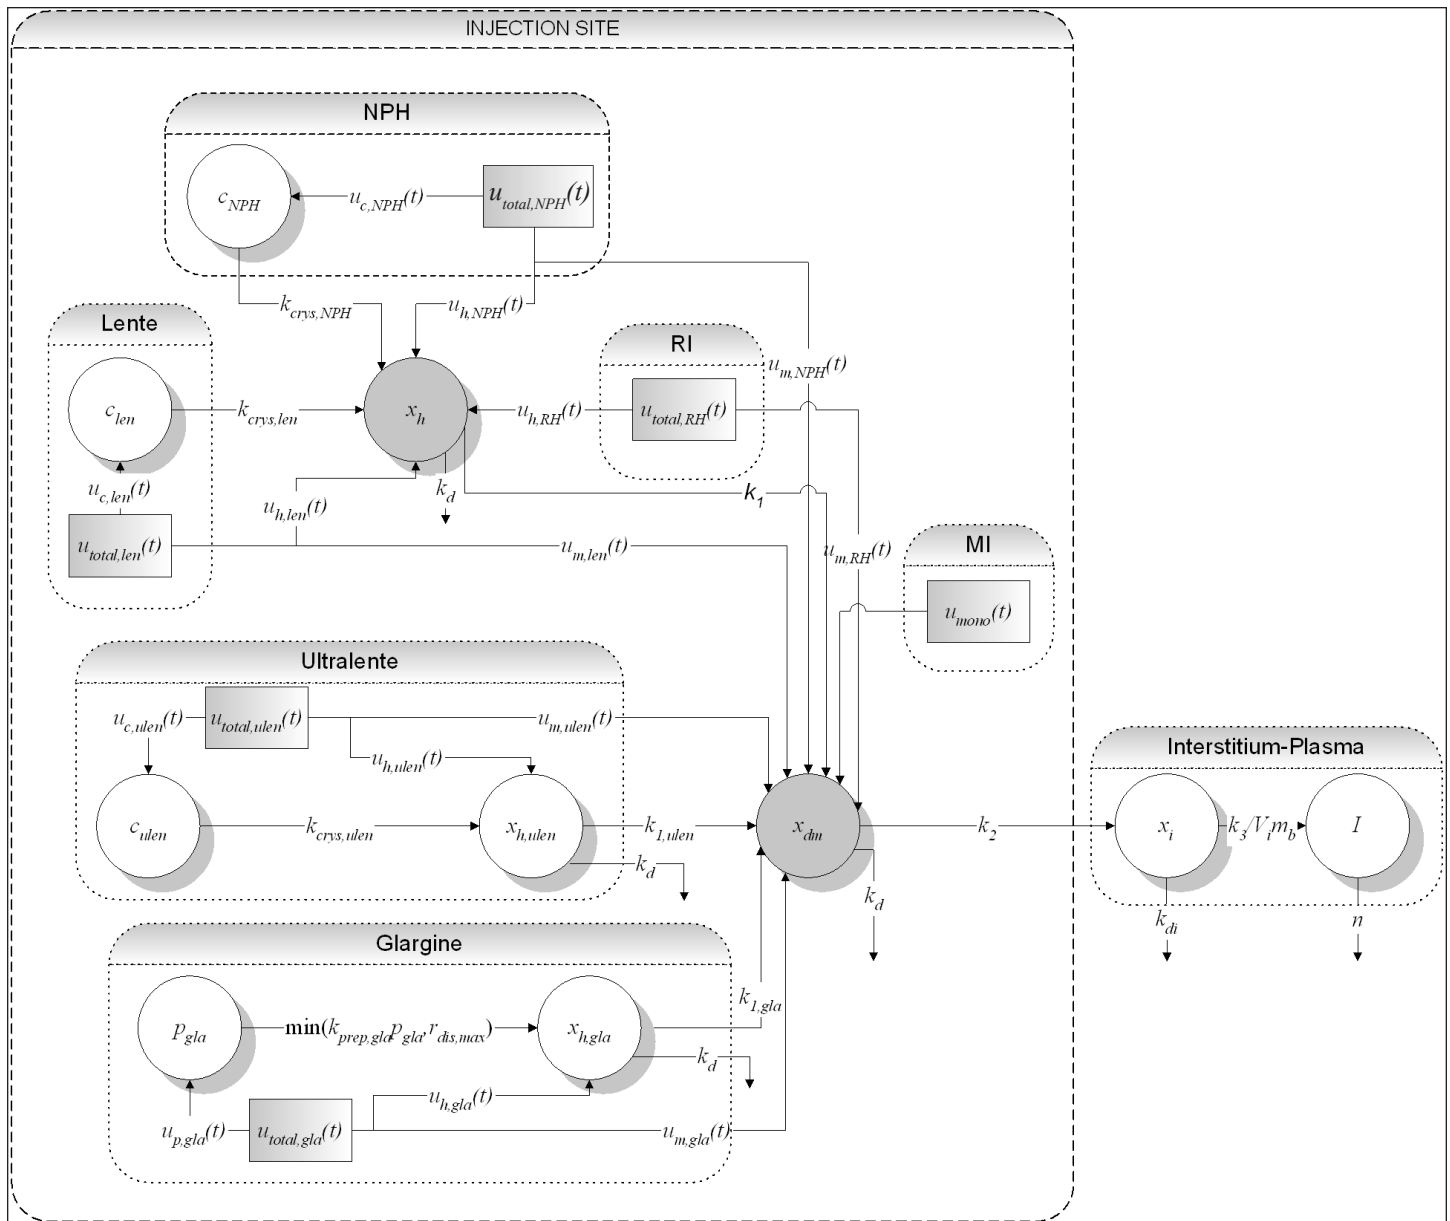 INJECTION SITE
NPH
c_NPH
u_c,NPH(t)
u_total,NPH(t)
k_crys,NPH
u_h,NPH(t)
Lente
RI
u_m,NPH(t)
c_len
k_crys,len
x_h
u_h,RH(t)
u_total,RH(t)
u_c,len(t)
u_h,len(t)
k_d
k_1
u_total,len(t)
u_m,len(t)
u_m,RH(t)
MI
u_mono(t)
Ultralente
u_c,ulen(t)
u_total,ulen(t)
u_m,ulen(t)
u_h,ulen(t)
Interstitium-Plasma
c_ulen
k_crys,ulen
x_h,ulen
k_1,ulen
x_dm
k_2
x_i
k_3/V_i m_b
I
k_d
k_d
k_di
n
Glargine
k_1,gla
p_gla
min(k_prep,gla p_gla, r_dis,max)
x_h,gla
k_d
u_h,gla(t)
u_p,gla(t)
u_total,gla(t)
u_m,gla(t)